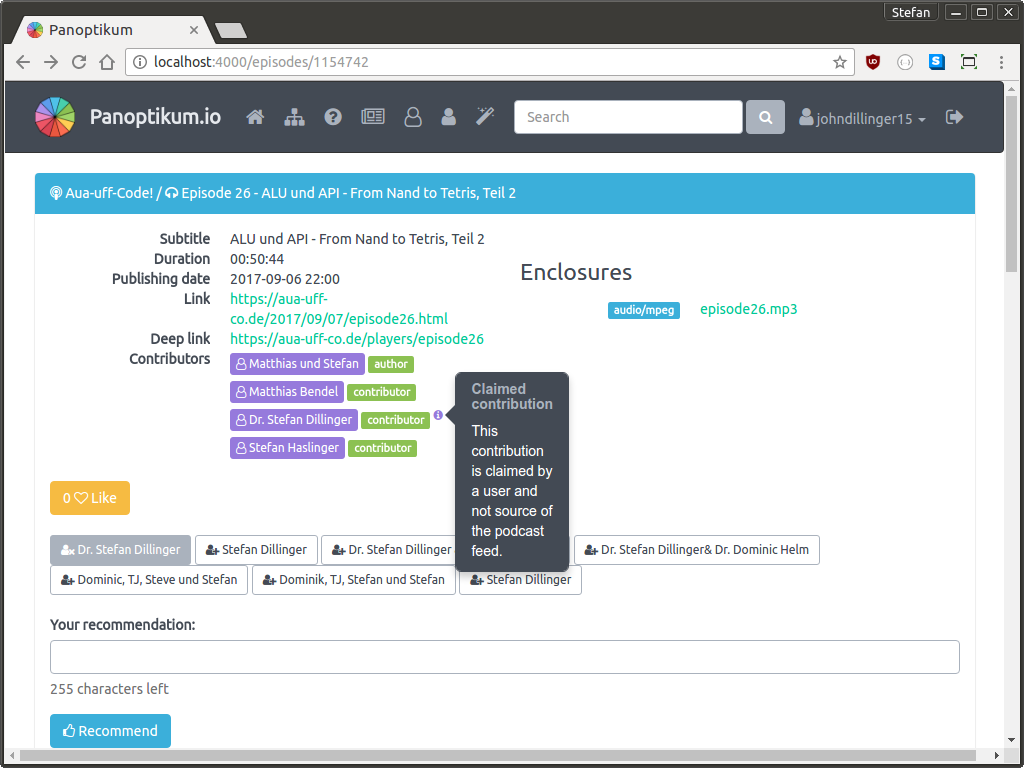 Stefan
Panoptikum
localhost:4000/episodes/1154742
Panoptikum.io
Search
johndillinger15
Aua-uff-Code! / Episode 26 - ALU und API - From Nand to Tetris, Teil 2
Subtitle ALU und API - From Nand to Tetris, Teil 2
Duration 00:50:44
Publishing date 2017-09-06 22:00
Link https://aua-uff-
co.de/2017/09/07/episode26.html
Deep link https://aua-uff-co.de/players/episode26
Contributors
Matthias und Stefan author
Matthias Bendel contributor
Dr. Stefan Dillinger contributor
Stefan Haslinger contributor
Enclosures
audio/mpeg episode26.mp3
Claimed
contribution
This
contribution
is claimed by
a user and
not source of
the podcast
feed.
0 Like
Dr. Stefan Dillinger Stefan Dillinger Dr. Stefan Dillinger Dr. Stefan Dillinger& Dr. Dominic Helm
Dominic, TJ, Steve und Stefan Dominik, TJ, Stefan und Stefan Stefan Dillinger
Your recommendation:
255 characters left
Recommend